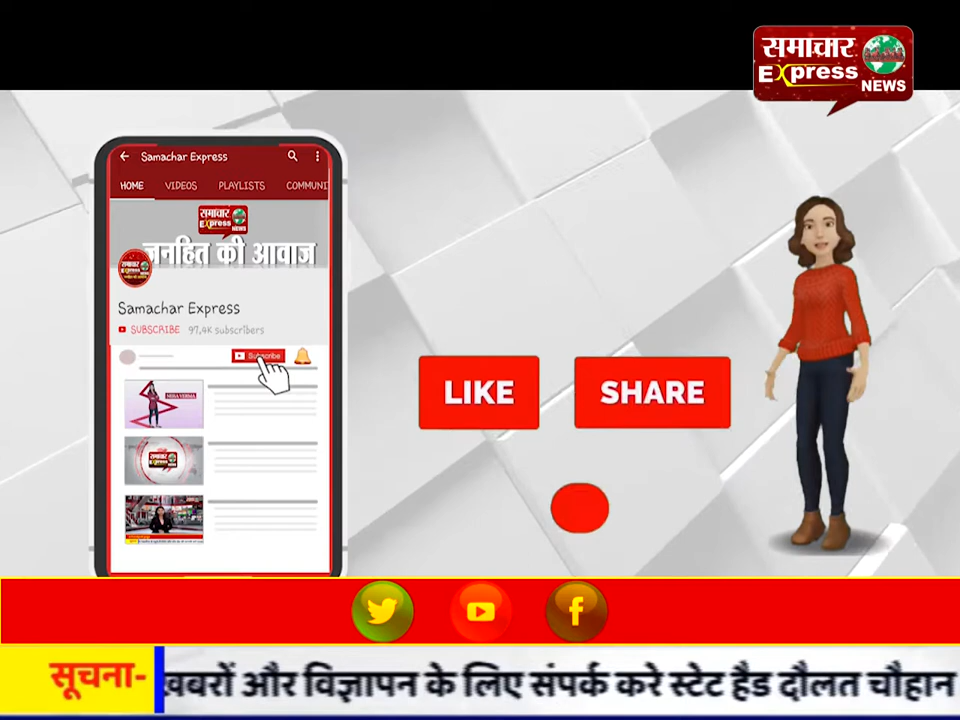 समाचार
Express
NEWS
Samachar Express
HOME VIDEOS PLAYLISTS COMMUNI
समाचार
Express
NEWS
जनहित की आवाज
Samachar Express
SUBSCRIBE 97.4K subscribers
Subscribe
LIKE
SHARE
सूचना- ख़बरों और विज्ञापन के लिए संपर्क करे स्टेट हैड दौलत चौहान